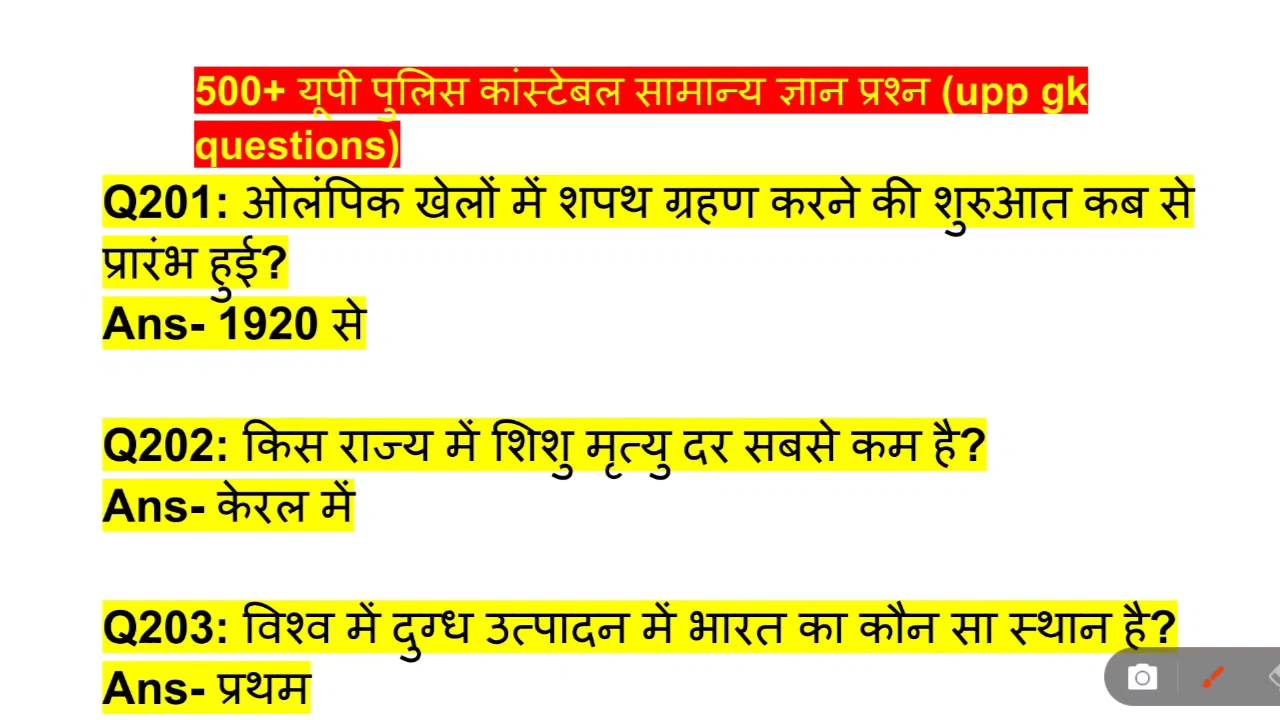 500+ यूपी पुलिस कांस्टेबल सामान्य ज्ञान प्रश्न (upp gk
questions)
Q201: ओलंपिक खेलों में शपथ ग्रहण करने की शुरुआत कब से
प्रारंभ हुई?
Ans- 1920 से
Q202: किस राज्य में शिशु मृत्यु दर सबसे कम है?
Ans- केरल में
Q203: विश्व में दुग्ध उत्पादन में भारत का कौन सा स्थान है?
Ans- प्रथम